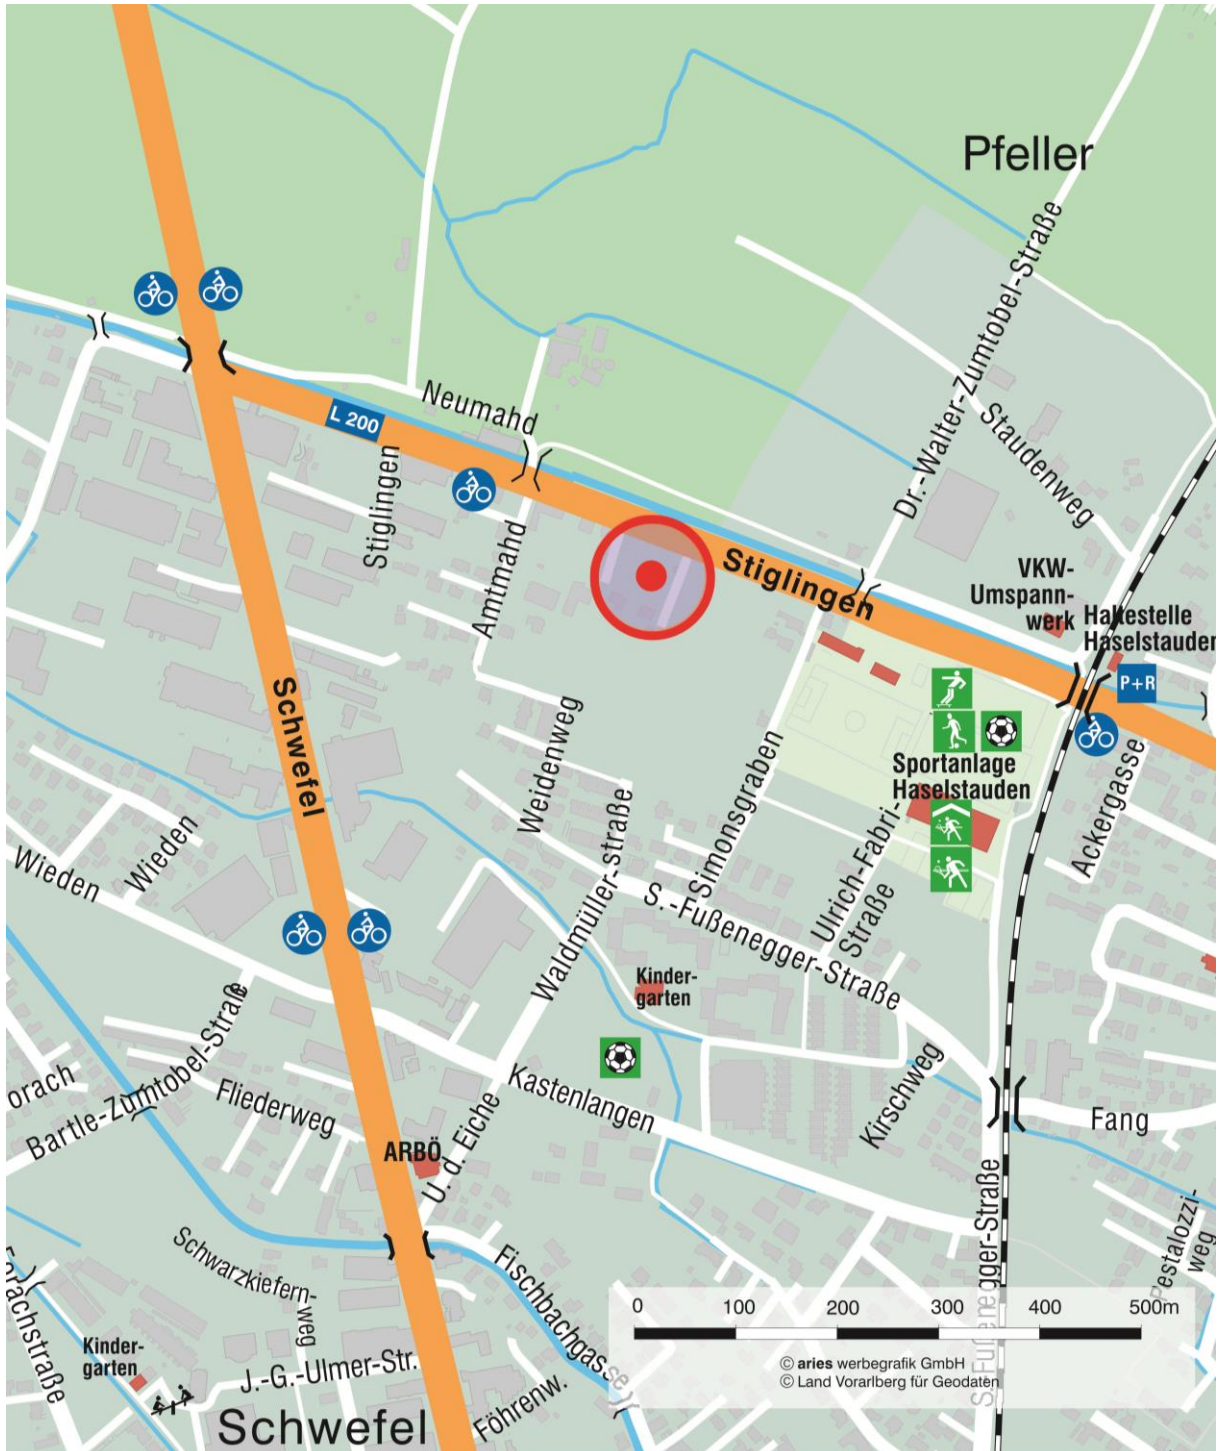 Pfeller
Dr.-Walter-Zumtobel-Straße
Staudenweg
Neumahd
L 200
Stiglingen
Amtmahd
Stiglingen
VKW-
Umspann-
werk
Haltestelle
Haselstauden
P+R
Schwefel
Weidenweg
Simonsgraben
Sportanlage
Haselstauden
Ackergasse
Wieden
Wieden
Waldmüller-straße
S.-Fußenegger-Straße
Ulrich-Fabri-
Straße
Kinder-
garten
Bartle-Zumtobel-Straße
orach
Fliederweg
ARBÖ
U. d. Eiche
Kastenlangen
Kirschweg
Fang
S.-Fußenegger-Straße
Pestalozzi-
weg
Schwarzkiefern-
weg
Fischbachgasse
Forachstraße
Kinder-
garten
J.-G.-Ulmer-Str.
Föhrenw.
Schwefel
0 100 200 300 400 500m
© aries werbegrafik GmbH
© Land Vorarlberg für Geodaten